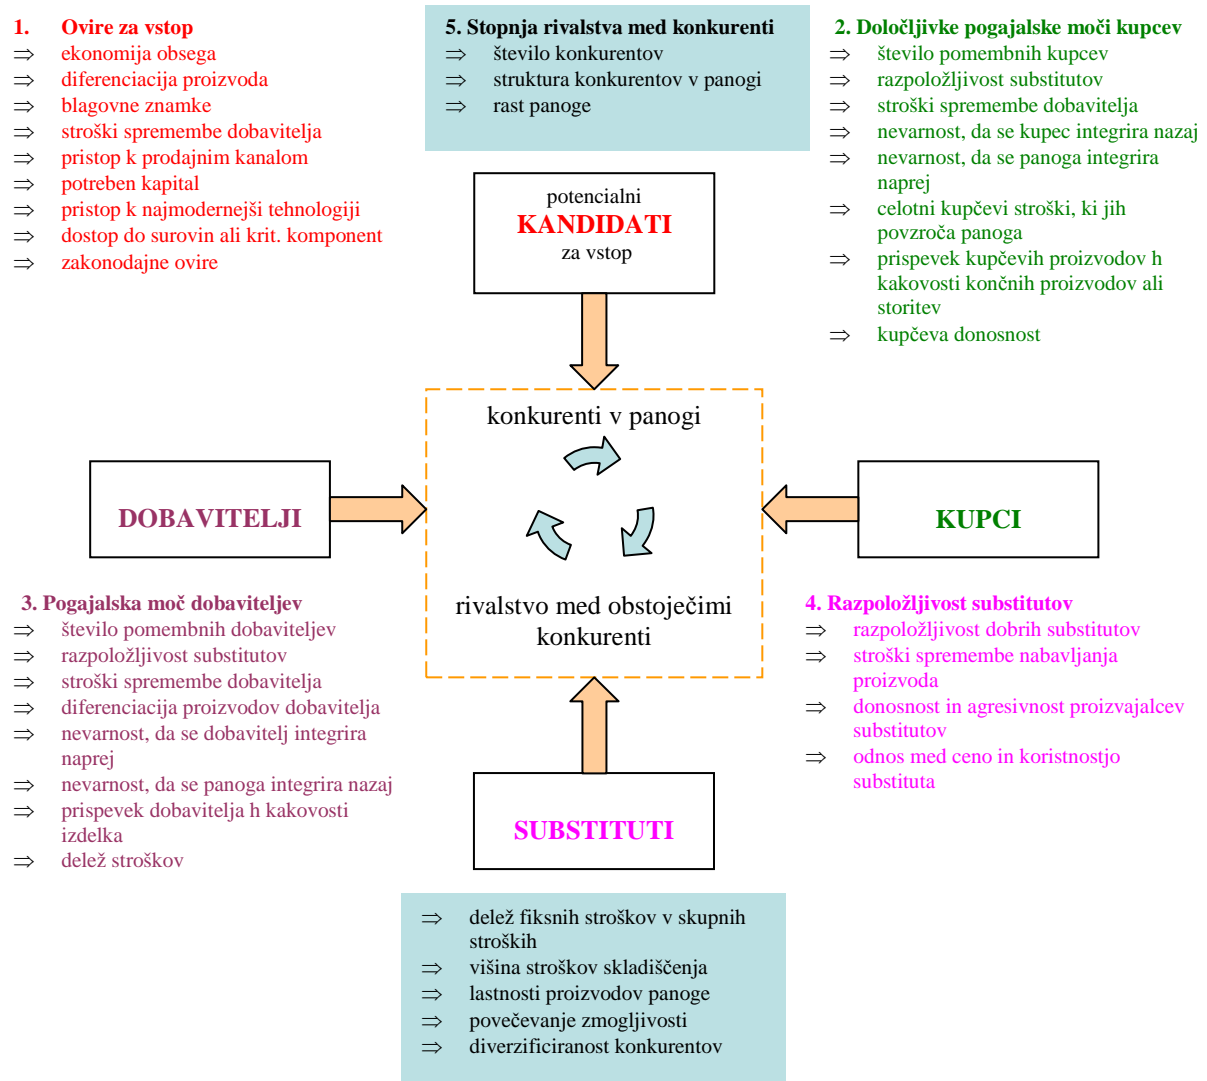 1. Ovire za vstop
⇒ ekonomija obsega
⇒ diferenciacija proizvoda
⇒ blagovne znamke
⇒ stroški spremembe dobavitelja
⇒ pristop k prodajnim kanalom
⇒ potreben kapital
⇒ pristop k najmodernejši tehnologiji
⇒ dostop do surovin ali krit. komponent
⇒ zakonodajne ovire
5. Stopnja rivalstva med konkurenti
⇒ število konkurentov
⇒ struktura konkurentov v panogi
⇒ rast panoge
2. Določljivke pogajalske moči kupcev
⇒ število pomembnih kupcev
⇒ razpoložljivost substitutov
⇒ stroški spremembe dobavitelja
⇒ nevarnost, da se kupec integrira nazaj
⇒ nevarnost, da se panoga integrira
naprej
⇒ celotni kupčevi stroški, ki jih
povzroča panoga
⇒ prispevek kupčevih proizvodov h
kakovosti končnih proizvodov ali
storitev
⇒ kupčeva donosnost
potencialni
KANDIDATI
za vstop
konkurenti v panogi
DOBAVITELJI
KUPCI
rivalstvo med obstoječimi
konkurenti
3. Pogajalska moč dobaviteljev
⇒ število pomembnih dobaviteljev
⇒ razpoložljivost substitutov
⇒ stroški spremembe dobavitelja
⇒ diferenciacija proizvodov dobavitelja
⇒ nevarnost, da se dobavitelj integrira
naprej
⇒ nevarnost, da se panoga integrira nazaj
⇒ prispevek dobavitelja h kakovosti
izdelka
⇒ delež stroškov
4. Razpoložljivost substitutov
⇒ razpoložljivost dobrih substitutov
⇒ stroški spremembe nabavljanja
proizvoda
⇒ donosnost in agresivnost proizvajalcev
substitutov
⇒ odnos med ceno in koristnostjo
substituta
SUBSTITUTI
⇒ delež fiksnih stroškov v skupnih
stroških
⇒ višina stroškov skladiščenja
⇒ lastnosti proizvodov panoge
⇒ povečevanje zmogljivosti
⇒ diverzificiranost konkurentov